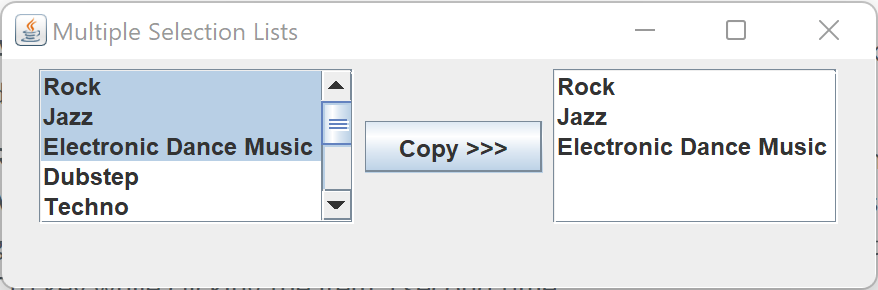 Multiple Selection Lists
Rock
Jazz
Electronic Dance Music
Dubstep
Techno
Copy >>>
Rock
Jazz
Electronic Dance Music